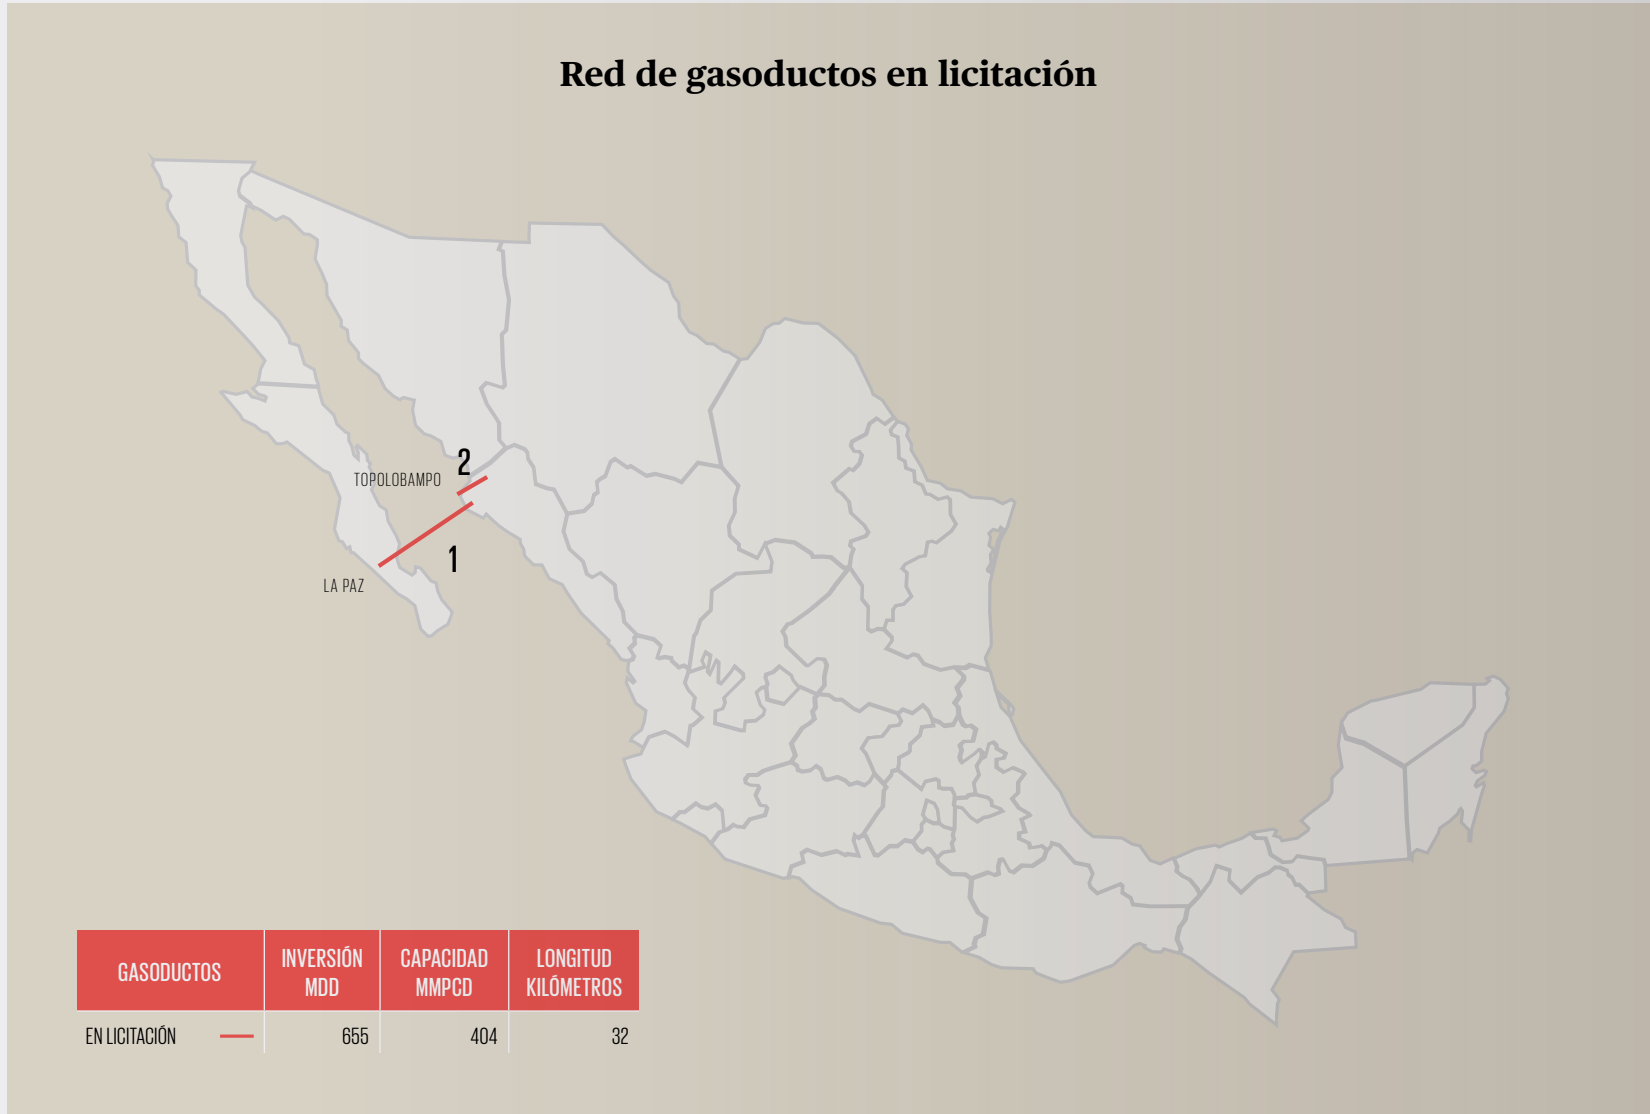 Red de gasoductos en licitación
2
TOPOLOBAMPO
1
LA PAZ
GASODUCTOS
INVERSIÓN
MDD
CAPACIDAD
MMPCD
LONGITUD
KILÓMETROS
EN LICITACIÓN 655 404 32